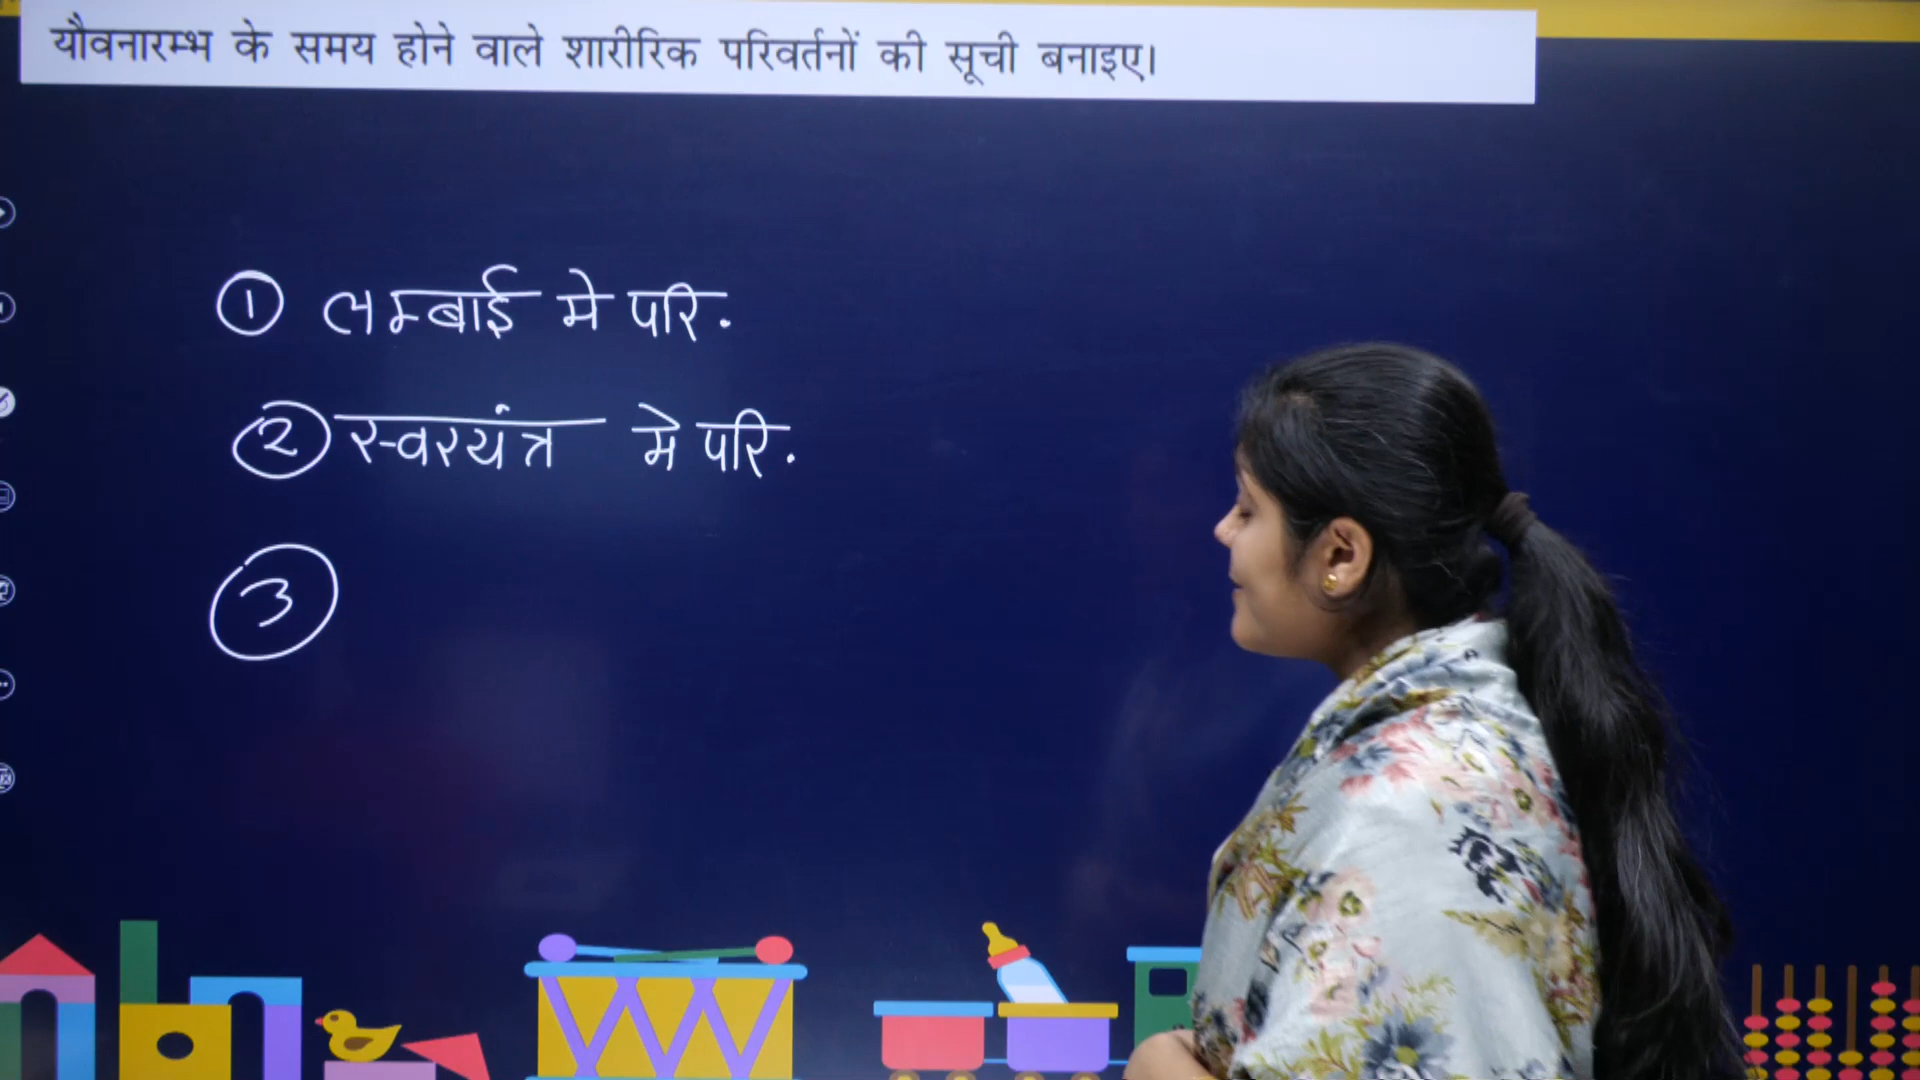 यौवनारम्भ के समय होने वाले शारीरिक परिवर्तनों की सूची बनाइए।
① लम्बाई मे परि.
② स्वरयंत्र मे परि.
③